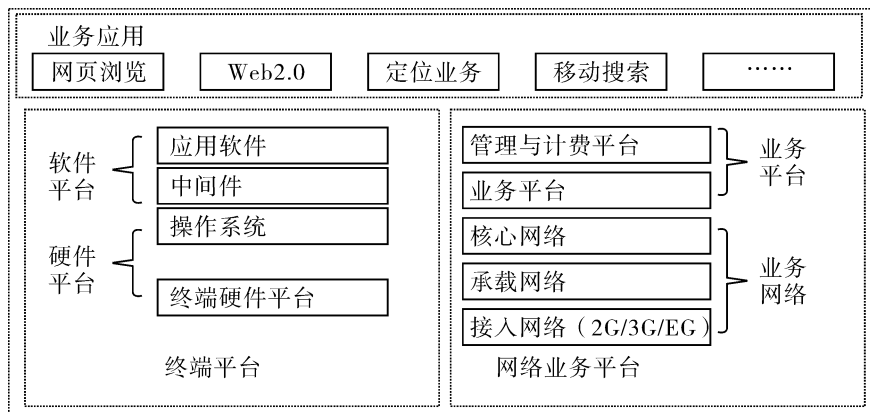 业务应用
网页浏览
Web2.0
定位业务
移动搜索
……
软件
平台
应用软件
中间件
操作系统
硬件
平台
终端硬件平台
终端平台
管理与计费平台
业务平台
业务
平台
核心网络
承载网络
接入网络（2G/3G/EG）
业务
网络
网络业务平台